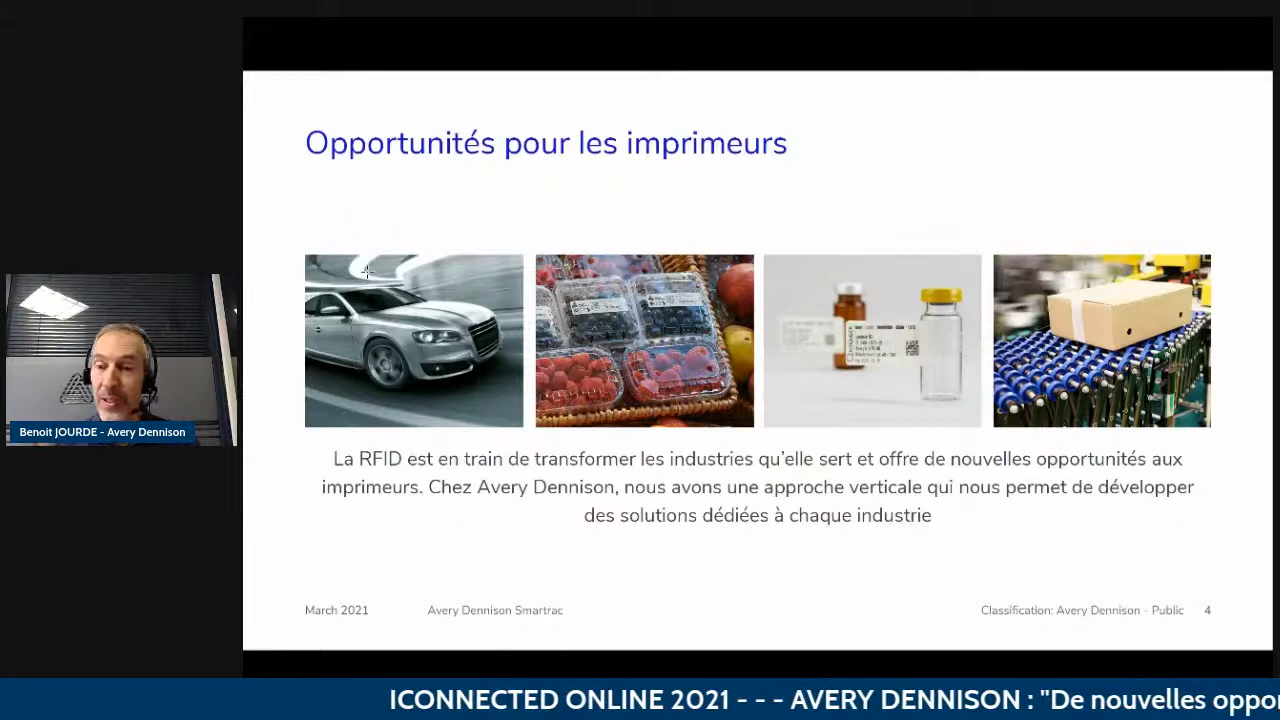 Opportunités pour les imprimeurs
La RFID est en train de transformer les industries qu'elle sert et offre de nouvelles opportunités aux
imprimeurs. Chez Avery Dennison, nous avons une approche verticale qui nous permet de développer
des solutions dédiées à chaque industrie
March 2021
Avery Dennison Smartrac
Classification: Avery Dennison - Public
4
Benoit JOURDE - Avery Dennison
ICONNECTED ONLINE 2021 - - - AVERY DENNISON : "De nouvelles oppo